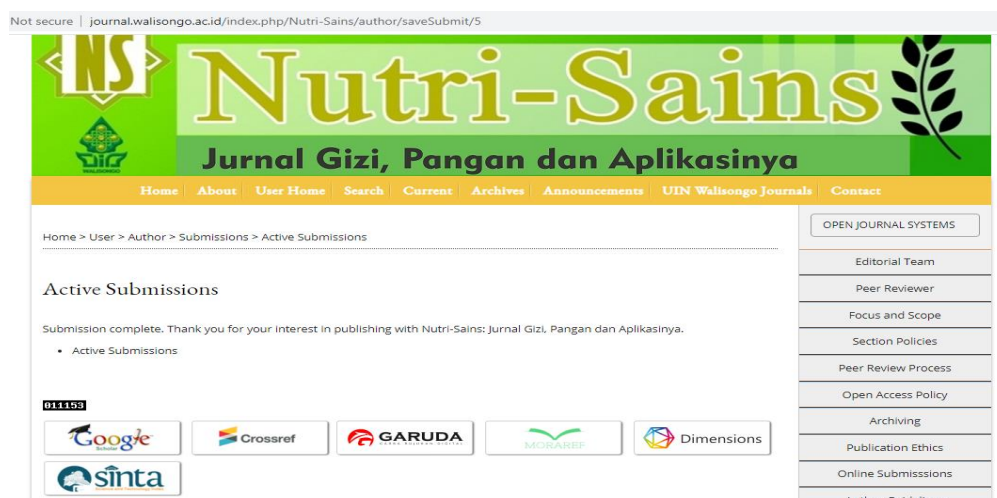 Not secure | journal.walisongo.ac.id/index.php/Nutri-Sains/author/saveSubmit/5
NS
Nutri-Sains
WALISONGO
Jurnal Gizi, Pangan dan Aplikasinya
Home About User Home Search Current Archives Announcements UIN Walisongo Journals Contact
Home > User > Author > Submissions > Active Submissions
Active Submissions
Submission complete. Thank you for your interest in publishing with Nutri-Sains: Jurnal Gizi, Pangan dan Aplikasinya.
• Active Submissions
011153
Google
Scholar
Crossref
GARUDA
MORAREF
Dimensions
sinta
OPEN JOURNAL SYSTEMS
Editorial Team
Peer Reviewer
Focus and Scope
Section Policies
Peer Review Process
Open Access Policy
Archiving
Publication Ethics
Online Submisssions